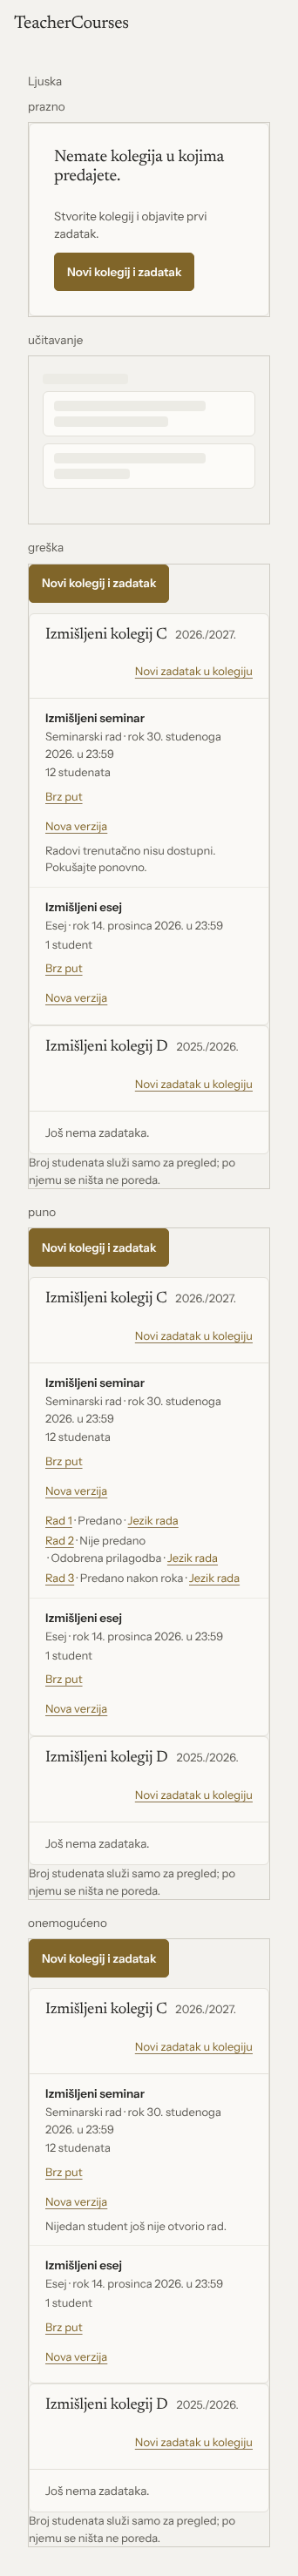 TeacherCourses
Ljuska
prazno
Nemate kolegija u kojima
predajete.
Stvorite kolegij i objavite prvi
zadatak.
Novi kolegij i zadatak
učitavanje
greška
Novi kolegij i zadatak
Izmišljeni kolegij C 2026./2027.
Novi zadatak u kolegiju
Izmišljeni seminar
Seminarski rad · rok 30. studenoga
2026. u 23:59
12 studenata
Brz put
Nova verzija
Radovi trenutačno nisu dostupni.
Pokušajte ponovno.
Izmišljeni esej
Esej · rok 14. prosinca 2026. u 23:59
1 student
Brz put
Nova verzija
Izmišljeni kolegij D 2025./2026.
Novi zadatak u kolegiju
Još nema zadataka.
Broj studenata služi samo za pregled; po
njemu se ništa ne poreda.
puno
Novi kolegij i zadatak
Izmišljeni kolegij C 2026./2027.
Novi zadatak u kolegiju
Izmišljeni seminar
Seminarski rad · rok 30. studenoga
2026. u 23:59
12 studenata
Brz put
Nova verzija
Rad 1 · Predano · Jezik rada
Rad 2 · Nije predano
· Odobrena prilagodba · Jezik rada
Rad 3 · Predano nakon roka · Jezik rada
Izmišljeni esej
Esej · rok 14. prosinca 2026. u 23:59
1 student
Brz put
Nova verzija
Izmišljeni kolegij D 2025./2026.
Novi zadatak u kolegiju
Još nema zadataka.
Broj studenata služi samo za pregled; po
njemu se ništa ne poreda.
onemogućeno
Novi kolegij i zadatak
Izmišljeni kolegij C 2026./2027.
Novi zadatak u kolegiju
Izmišljeni seminar
Seminarski rad · rok 30. studenoga
2026. u 23:59
12 studenata
Brz put
Nova verzija
Nijedan student još nije otvorio rad.
Izmišljeni esej
Esej · rok 14. prosinca 2026. u 23:59
1 student
Brz put
Nova verzija
Izmišljeni kolegij D 2025./2026.
Novi zadatak u kolegiju
Još nema zadataka.
Broj studenata služi samo za pregled; po
njemu se ništa ne poreda.